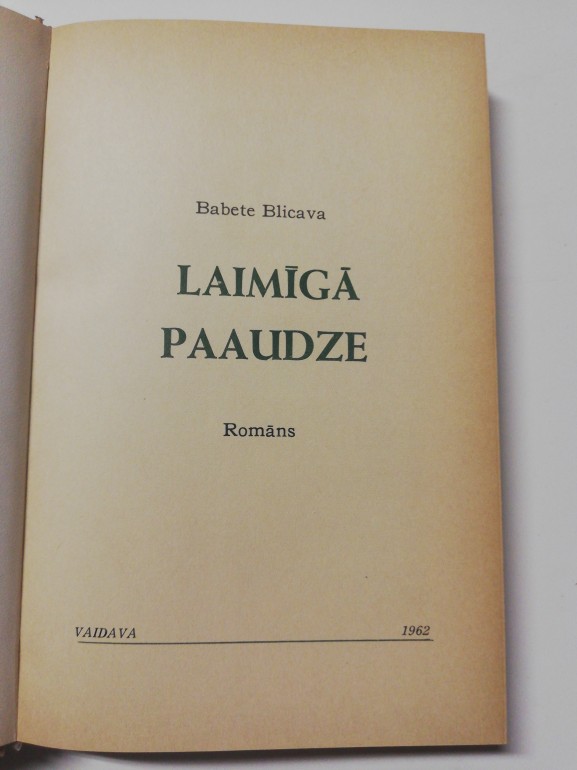 Babete Blicava
LAIMĪGĀ
PAAUDZE
Romāns
VAIDAVA 1962